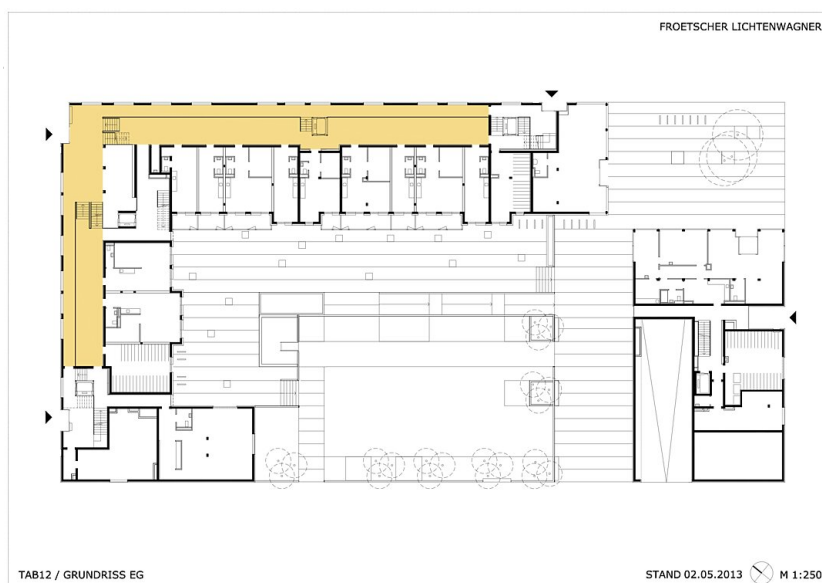 FROETSCHER LICHTENWAGNER
TAB12 / GRUNDRISS EG
STAND 02.05.2013
M 1:250